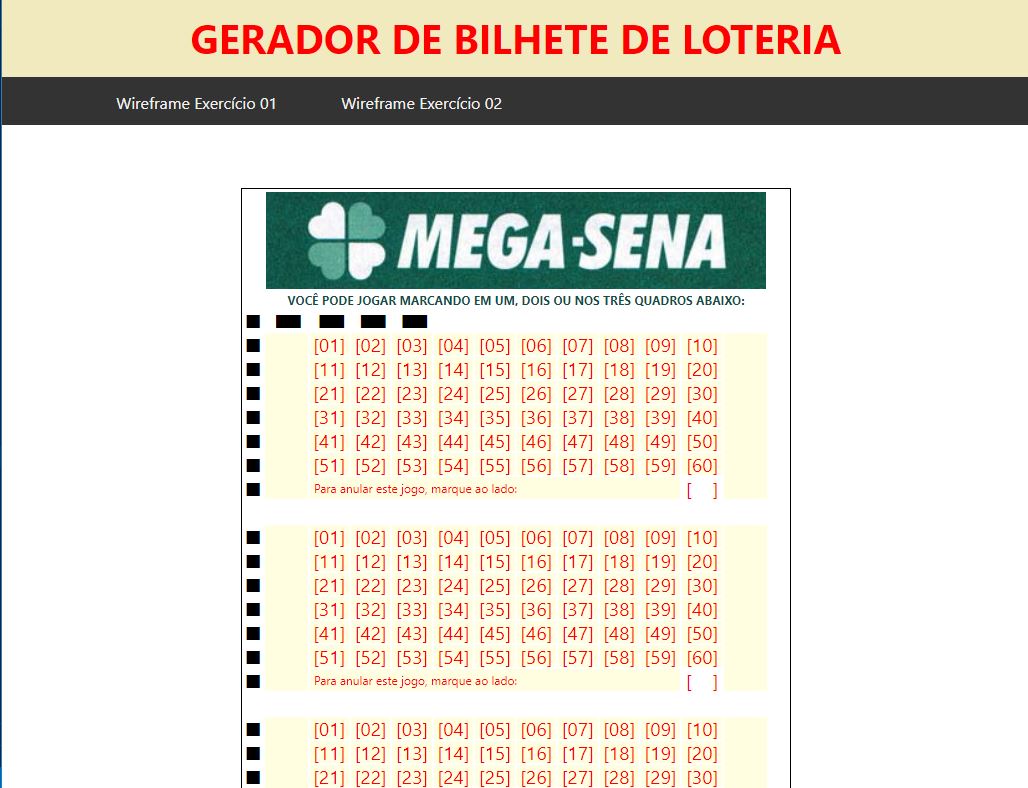 GERADOR DE BILHETE DE LOTERIA
Wireframe Exercício 01 Wireframe Exercício 02
MEGA-SENA
VOCÊ PODE JOGAR MARCANDO EM UM, DOIS OU NOS TRÊS QUADROS ABAIXO:
[01] [02] [03] [04] [05] [06] [07] [08] [09] [10]
[11] [12] [13] [14] [15] [16] [17] [18] [19] [20]
[21] [22] [23] [24] [25] [26] [27] [28] [29] [30]
[31] [32] [33] [34] [35] [36] [37] [38] [39] [40]
[41] [42] [43] [44] [45] [46] [47] [48] [49] [50]
[51] [52] [53] [54] [55] [56] [57] [58] [59] [60]
Para anular este jogo, marque ao lado: [ ]
[01] [02] [03] [04] [05] [06] [07] [08] [09] [10]
[11] [12] [13] [14] [15] [16] [17] [18] [19] [20]
[21] [22] [23] [24] [25] [26] [27] [28] [29] [30]
[31] [32] [33] [34] [35] [36] [37] [38] [39] [40]
[41] [42] [43] [44] [45] [46] [47] [48] [49] [50]
[51] [52] [53] [54] [55] [56] [57] [58] [59] [60]
Para anular este jogo, marque ao lado: [ ]
[01] [02] [03] [04] [05] [06] [07] [08] [09] [10]
[11] [12] [13] [14] [15] [16] [17] [18] [19] [20]
[21] [22] [23] [24] [25] [26] [27] [28] [29] [30]